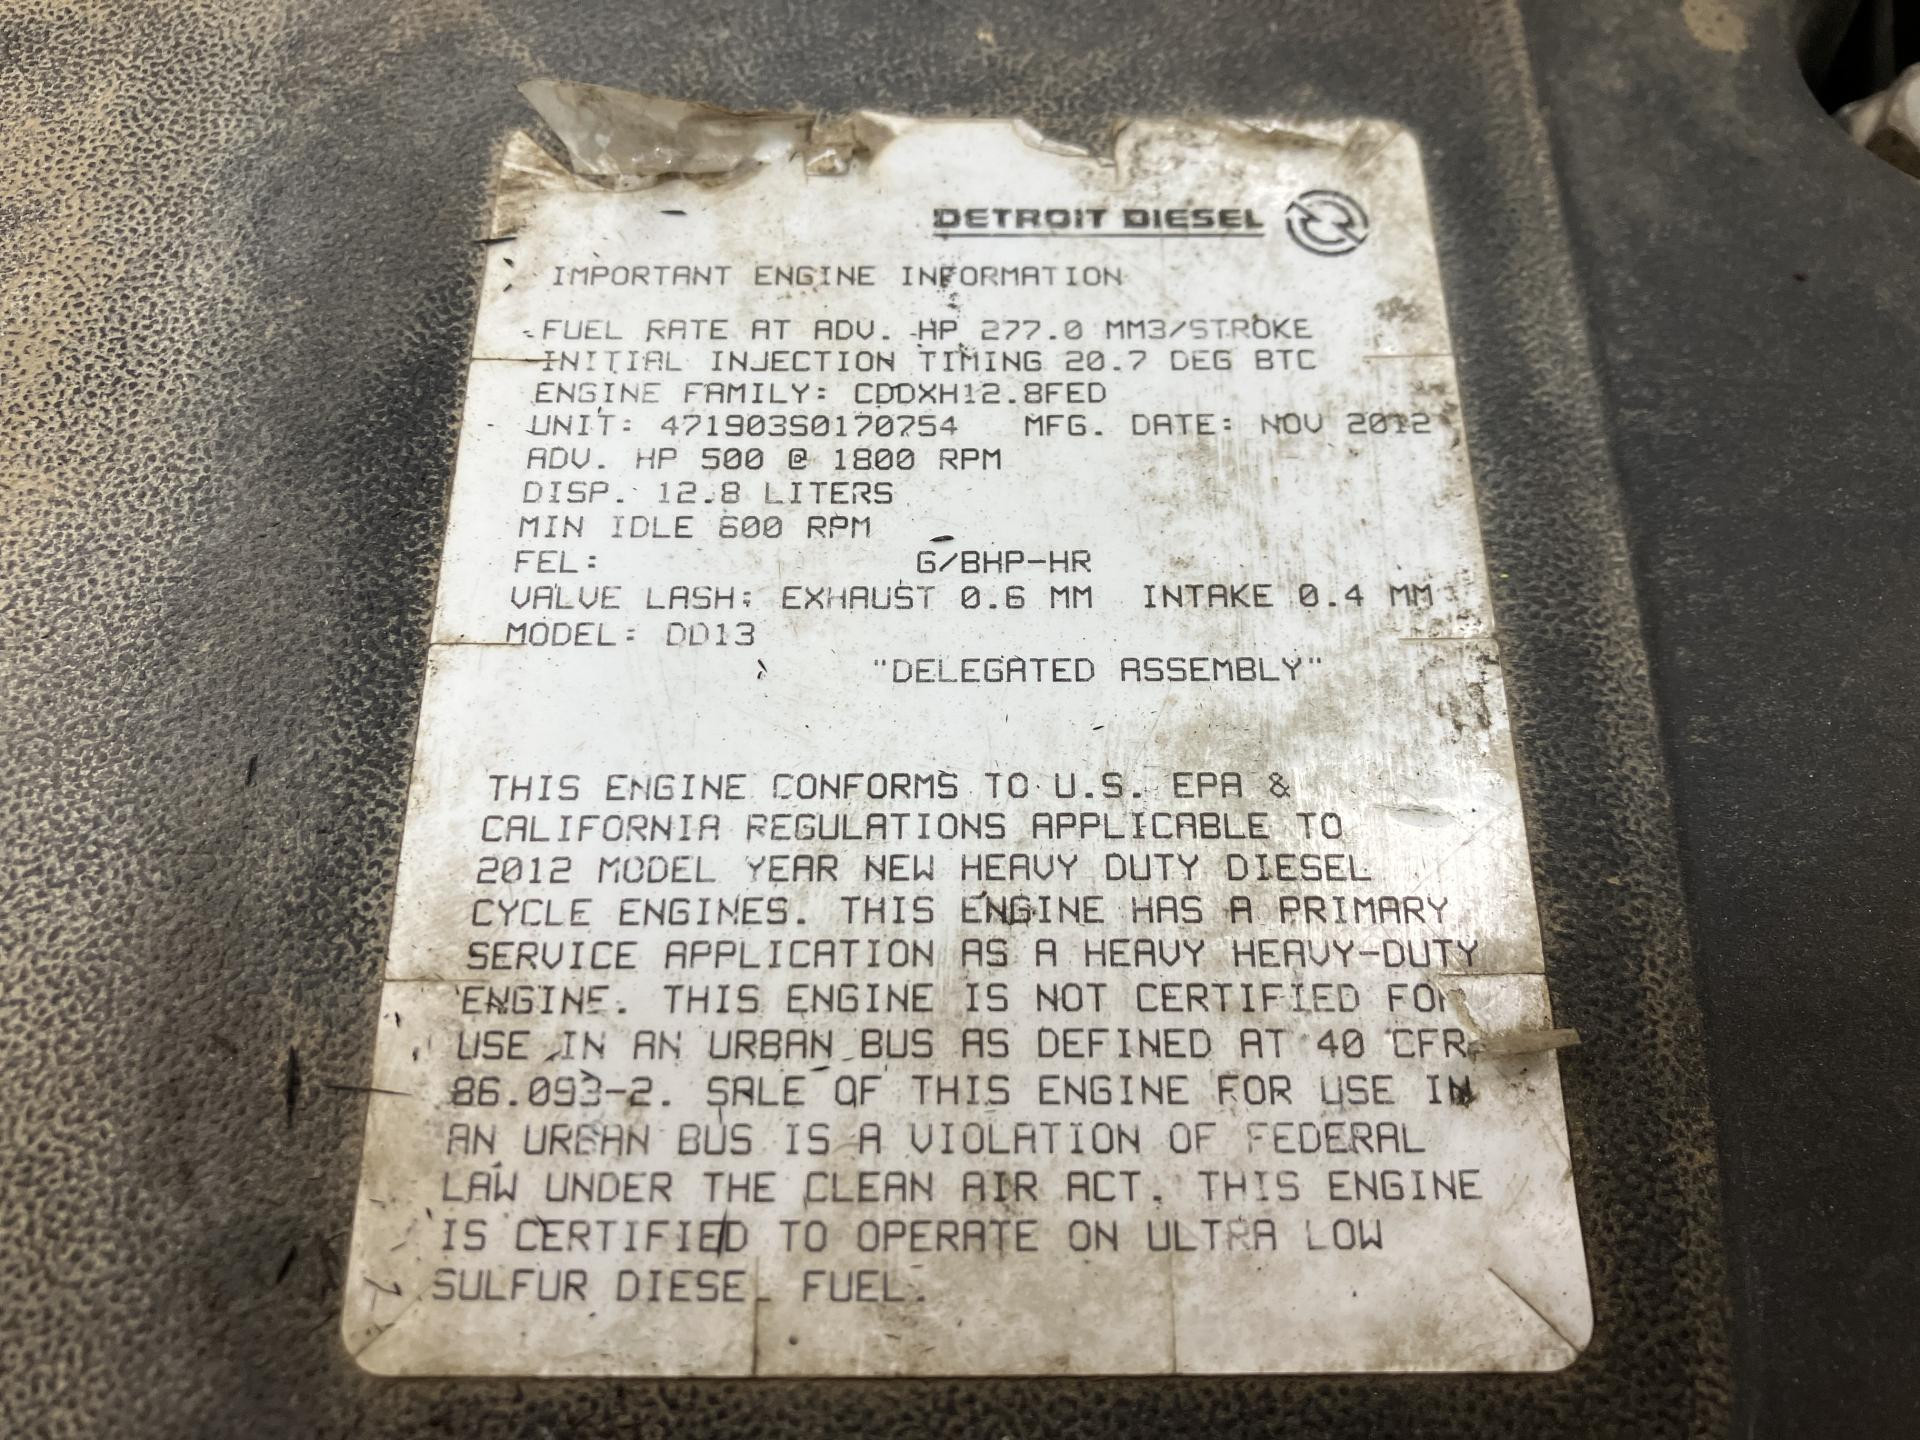 DETROIT DIESEL
IMPORTANT ENGINE INFORMATION
FUEL RATE AT ADV. HP 277.0 MM3/STROKE
INITIAL INJECTION TIMING 20.7 DEG BTC
ENGINE FAMILY: CDDXH12.8FED
UNIT: 471903S0170754 MFG. DATE: NOV 2012
ADV. HP 500 @ 1800 RPM
DISP. 12.8 LITERS
MIN IDLE 600 RPM
FEL: G/BHP-HR
VALVE LASH: EXHAUST 0.6 MM INTAKE 0.4 MM
MODEL: DD13
"DELEGATED ASSEMBLY"
THIS ENGINE CONFORMS TO U.S. EPA &
CALIFORNIA REGULATIONS APPLICABLE TO
2012 MODEL YEAR NEW HEAVY DUTY DIESEL
CYCLE ENGINES. THIS ENGINE HAS A PRIMARY
SERVICE APPLICATION AS A HEAVY HEAVY-DUTY
ENGINE. THIS ENGINE IS NOT CERTIFIED FOR
USE IN AN URBAN BUS AS DEFINED AT 40 CFR
86.093-2. SALE OF THIS ENGINE FOR USE IN
AN URBAN BUS IS A VIOLATION OF FEDERAL
LAW UNDER THE CLEAN AIR ACT. THIS ENGINE
IS CERTIFIED TO OPERATE ON ULTRA LOW
SULFUR DIESEL FUEL.